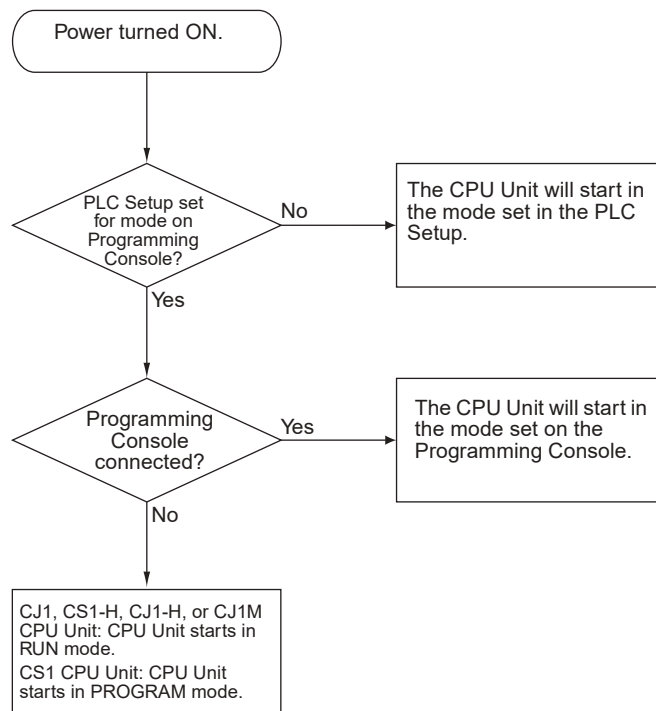 Power turned ON.
PLC Setup set
for mode on
Programming
Console?
No
The CPU Unit will start in
the mode set in the PLC
Setup.
Yes
Programming
Console
connected?
Yes
The CPU Unit will start in
the mode set on the
Programming Console.
No
CJ1, CS1-H, CJ1-H, or CJ1M
CPU Unit: CPU Unit starts in
RUN mode.
CS1 CPU Unit: CPU Unit
starts in PROGRAM mode.